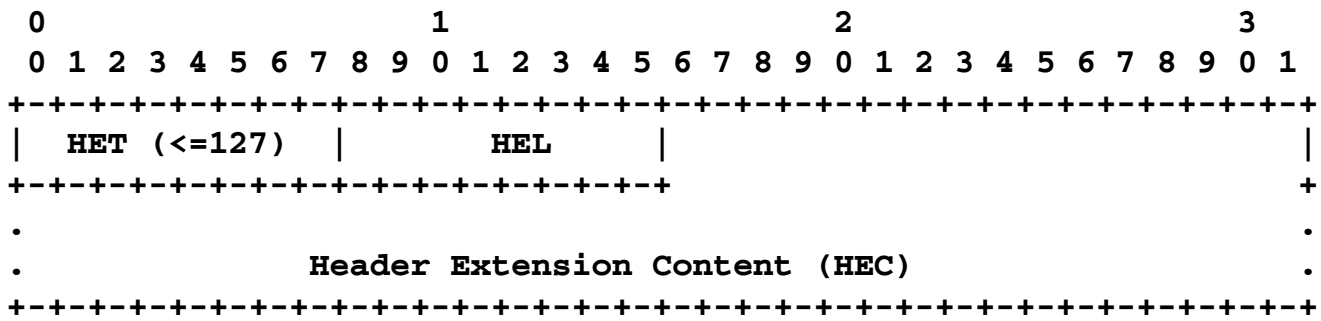 0                   1                   2                   3
 0 1 2 3 4 5 6 7 8 9 0 1 2 3 4 5 6 7 8 9 0 1 2 3 4 5 6 7 8 9 0 1
+-+-+-+-+-+-+-+-+-+-+-+-+-+-+-+-+-+-+-+-+-+-+-+-+-+-+-+-+-+-+-+-+
|  HET (<=127)  |       HEL     |                               |
+-+-+-+-+-+-+-+-+-+-+-+-+-+-+-+-+                               +
.                                                               .
.              Header Extension Content (HEC)                   .
+-+-+-+-+-+-+-+-+-+-+-+-+-+-+-+-+-+-+-+-+-+-+-+-+-+-+-+-+-+-+-+-+